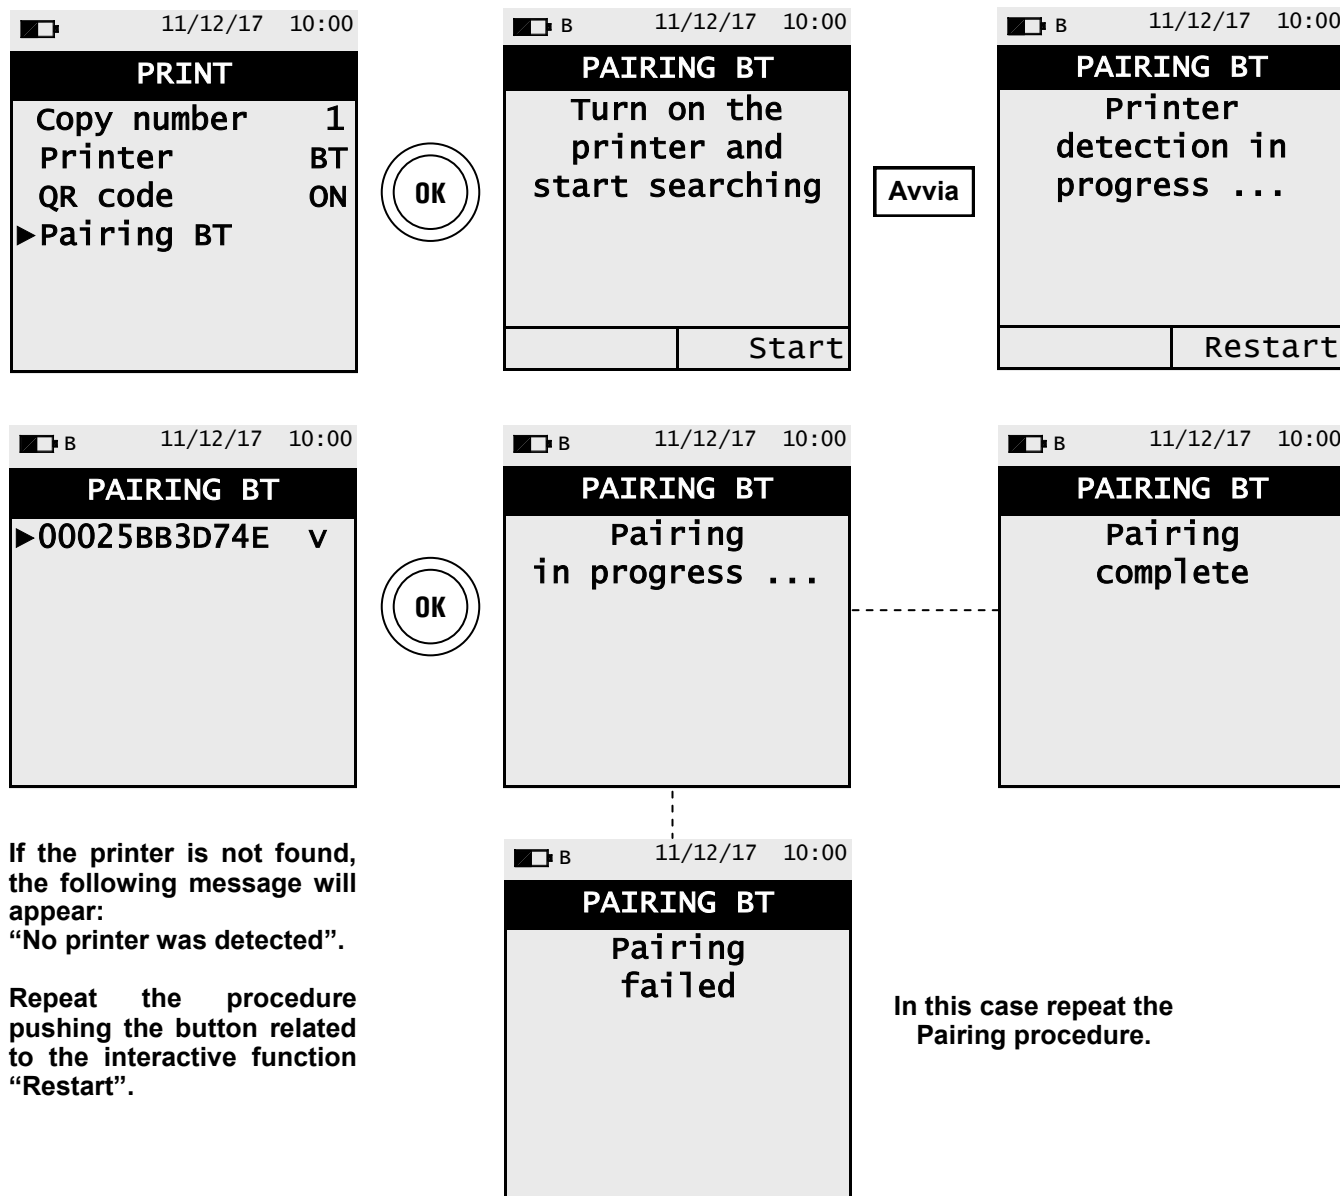 11/12/17 10:00
PRINT
Copy number 1
Printer BT
QR code ON
►Pairing BT
OK
B 11/12/17 10:00
PAIRING BT
Turn on the
printer and
start searching
Start
Avvia
B 11/12/17 10:00
PAIRING BT
Printer
detection in
progress ...
Restart
B 11/12/17 10:00
PAIRING BT
►00025BB3D74E V
OK
B 11/12/17 10:00
PAIRING BT
Pairing
in progress ...
B 11/12/17 10:00
PAIRING BT
Pairing
complete
If the printer is not found,
the following message will
appear:
“No printer was detected”.
Repeat the procedure
pushing the button related
to the interactive function
“Restart”.
B 11/12/17 10:00
PAIRING BT
Pairing
failed
In this case repeat the
Pairing procedure.